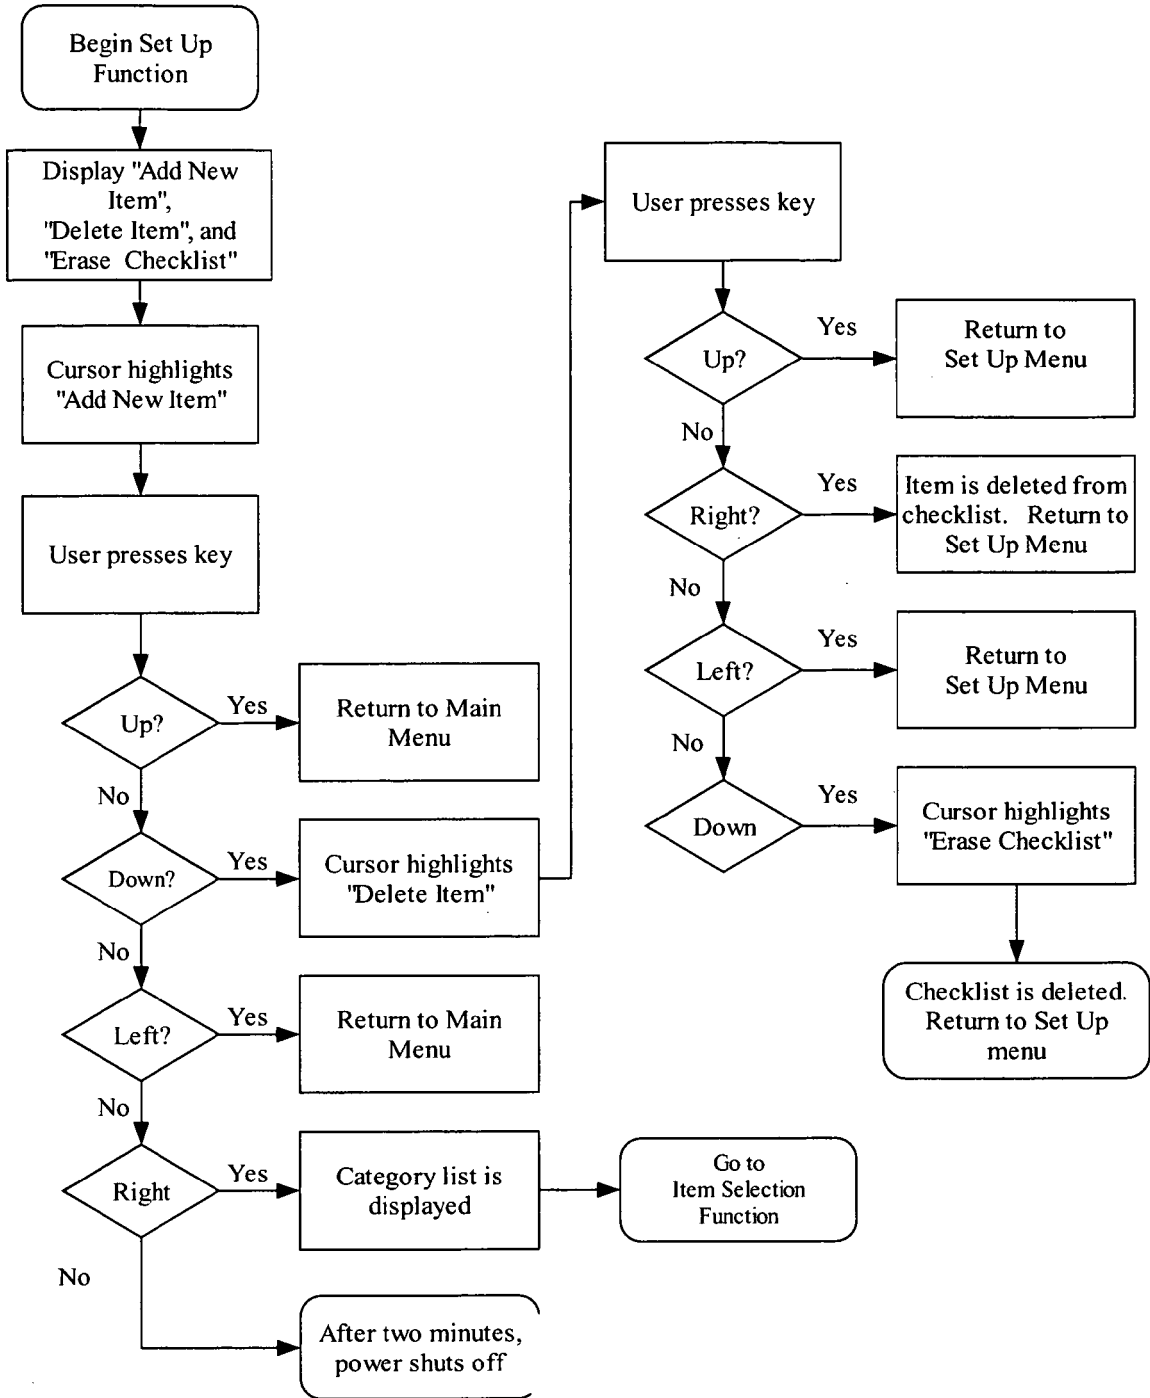 Begin Set Up
Function
Display "Add New
Item",
"Delete Item", and
"Erase Checklist"
Cursor highlights
"Add New Item"
User presses key
Up?
Yes
Return to Main
Menu
No
Down?
Yes
Cursor highlights
"Delete Item"
No
Left?
Yes
Return to Main
Menu
No
Right
Yes
Category list is
displayed
Go to
Item Selection
Function
No
After two minutes,
power shuts off
User presses key
Up?
Yes
Return to
Set Up Menu
No
Right?
Yes
Item is deleted from
checklist. Return to
Set Up Menu
No
Left?
Yes
Return to
Set Up Menu
No
Down
Yes
Cursor highlights
"Erase Checklist"
Checklist is deleted.
Return to Set Up
menu